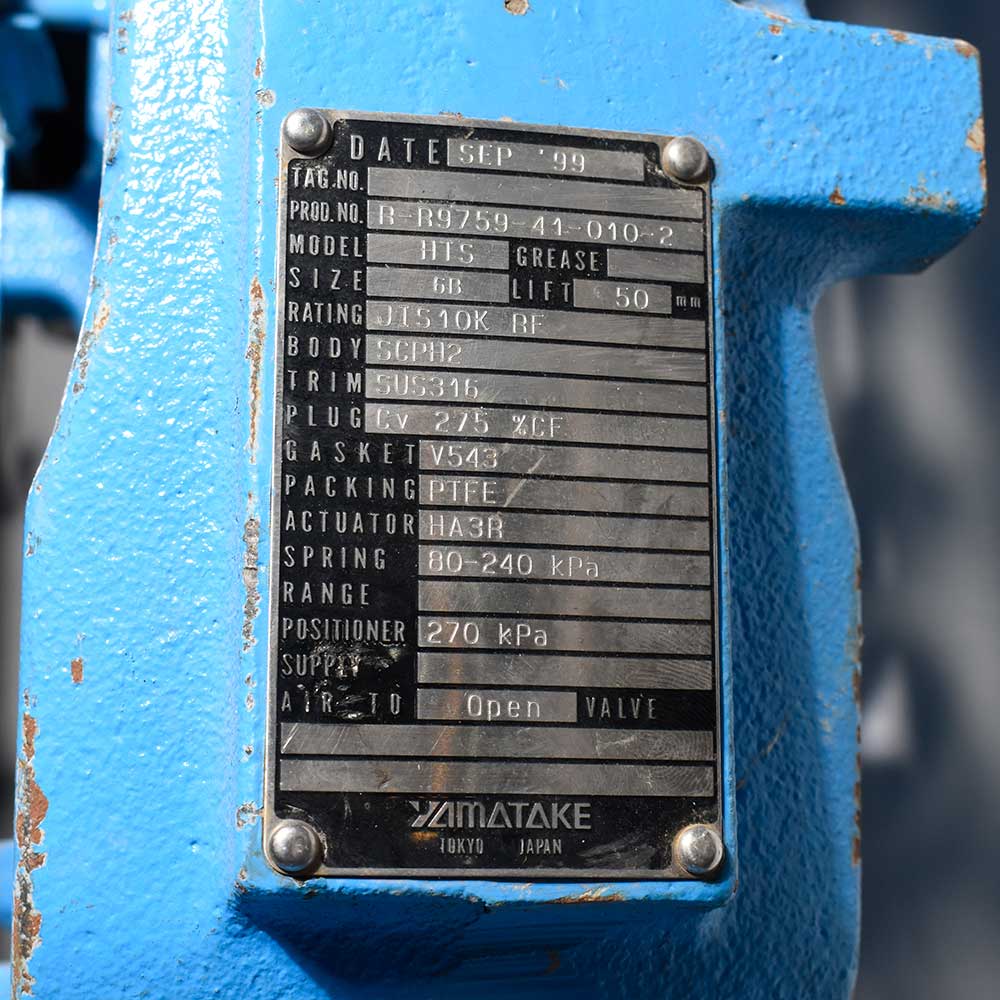 DATE SEP '99
TAG.NO.
PROD.NO. R-R9759-41-010-2
MODEL HTS GREASE
SIZE 6B LIFT 50 mm
RATING JIS10K RF
BODY SCPH2
TRIM SUS316
PLUG Cv 275 %CF
GASKET V543
PACKING PTFE
ACTUATOR HA3R
SPRING 80-240 kPa
RANGE
POSITIONER 270 kPa
SUPPLY
AIR TO Open VALVE
YAMATAKE
TOKYO JAPAN